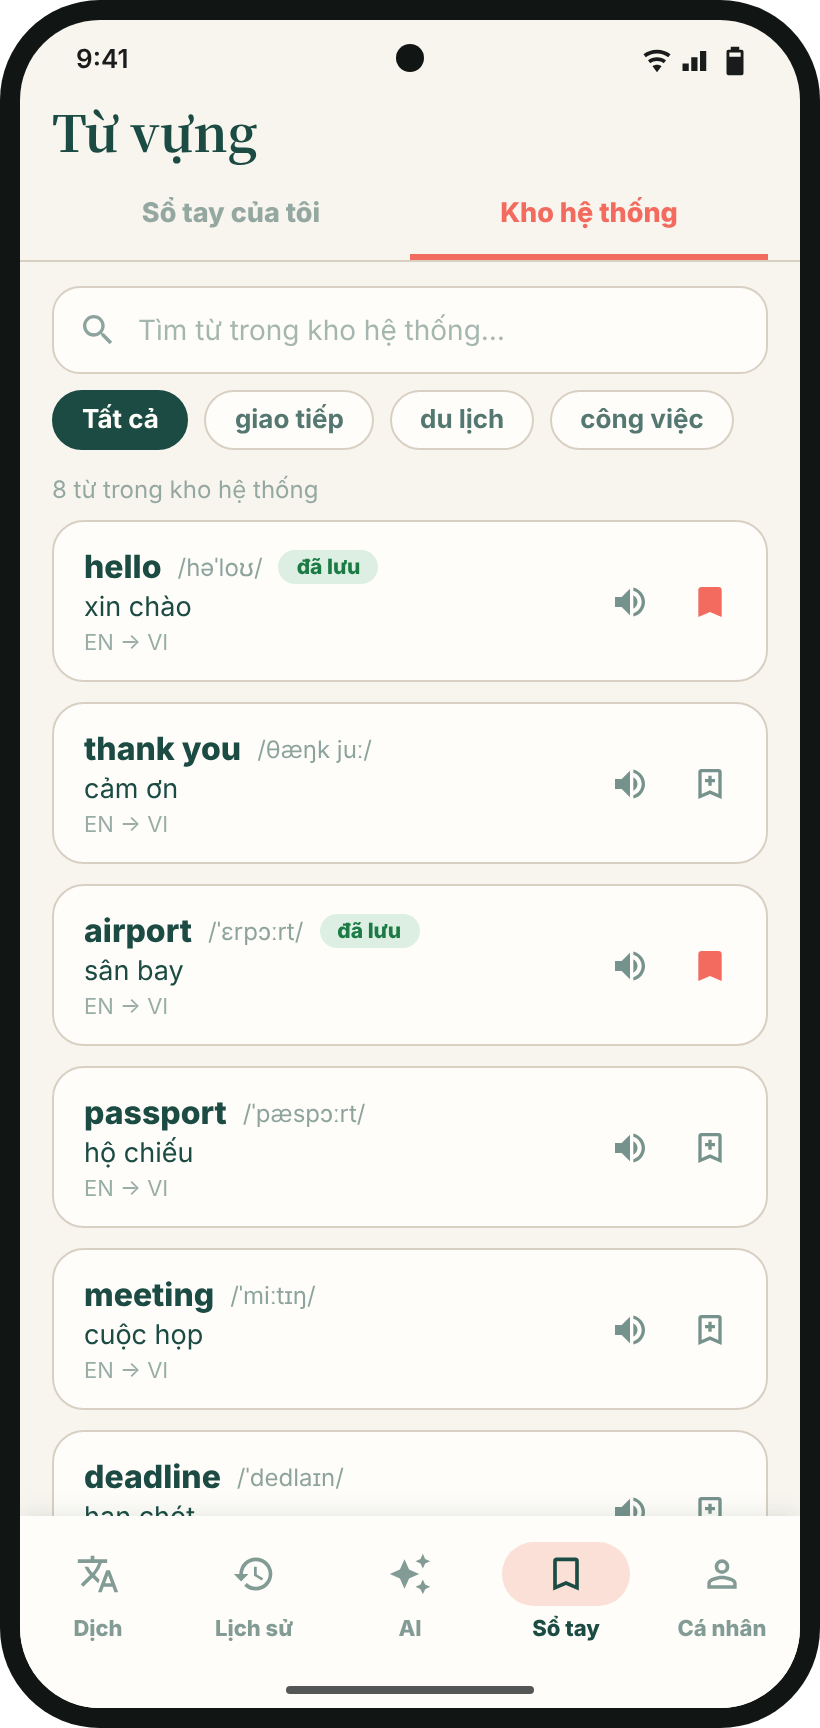 9:41
Từ vựng
Sổ tay của tôi
Kho hệ thống
Tìm từ trong kho hệ thống...
Tất cả
giao tiếp
du lịch
công việc
8 từ trong kho hệ thống
hello /həˈloʊ/ đã lưu
xin chào
EN → VI
thank you /θæŋk juː/
cảm ơn
EN → VI
airport /ˈɛrpɔːrt/ đã lưu
sân bay
EN → VI
passport /ˈpæspɔːrt/
hộ chiếu
EN → VI
meeting /ˈmiːtɪŋ/
cuộc họp
EN → VI
deadline /ˈdedlaɪn/
Dịch
Lịch sử
AI
Sổ tay
Cá nhân